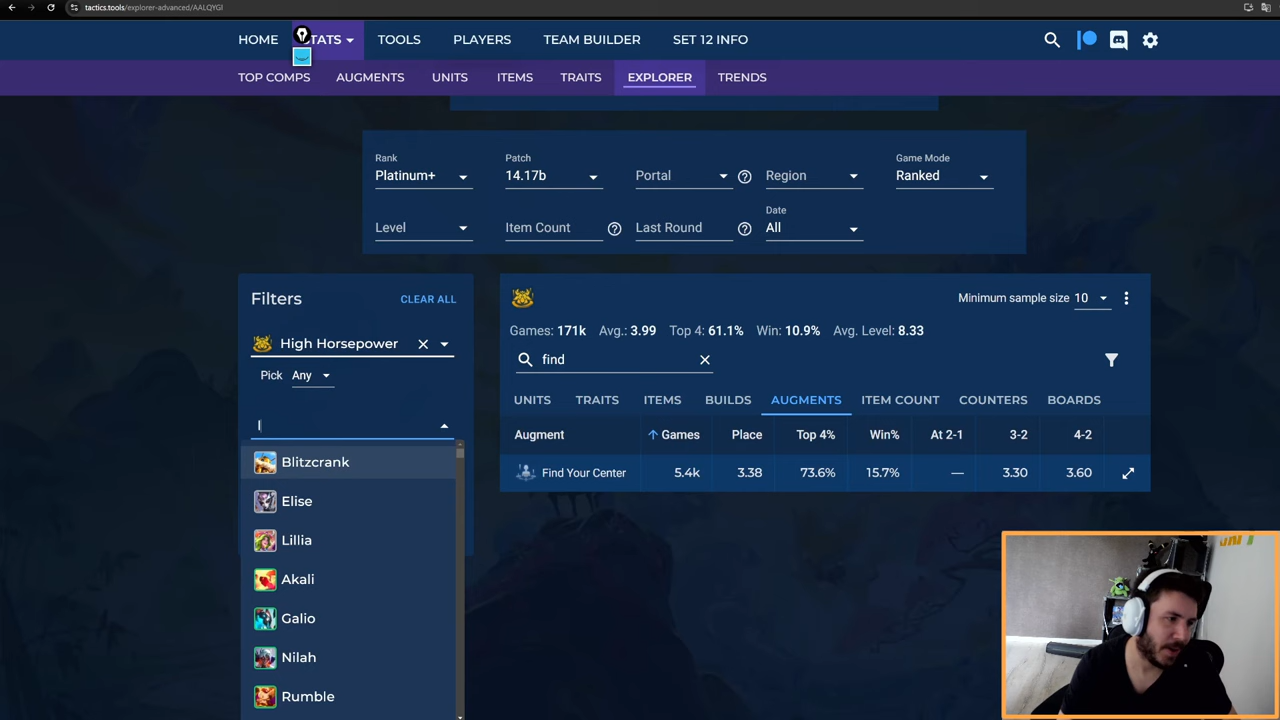 tactics.tools/explorer-advanced/AALQYGI
HOME
STATS
TOOLS
PLAYERS
TEAM BUILDER
SET 12 INFO
TOP COMPS
AUGMENTS
UNITS
ITEMS
TRAITS
EXPLORER
TRENDS
Rank
Platinum+
Patch
14.17b
Portal
Region
Game Mode
Ranked
Level
Item Count
Last Round
Date
All
Filters
CLEAR ALL
High Horsepower
Pick Any
l
Blitzcrank
Elise
Lillia
Akali
Galio
Nilah
Rumble
Minimum sample size 10
Games: 171k Avg.: 3.99 Top 4: 61.1% Win: 10.9% Avg. Level: 8.33
find
UNITS TRAITS ITEMS BUILDS AUGMENTS ITEM COUNT COUNTERS BOARDS
Augment Games Place Top 4% Win% At 2-1 3-2 4-2
Find Your Center 5.4k 3.38 73.6% 15.7% — 3.30 3.60